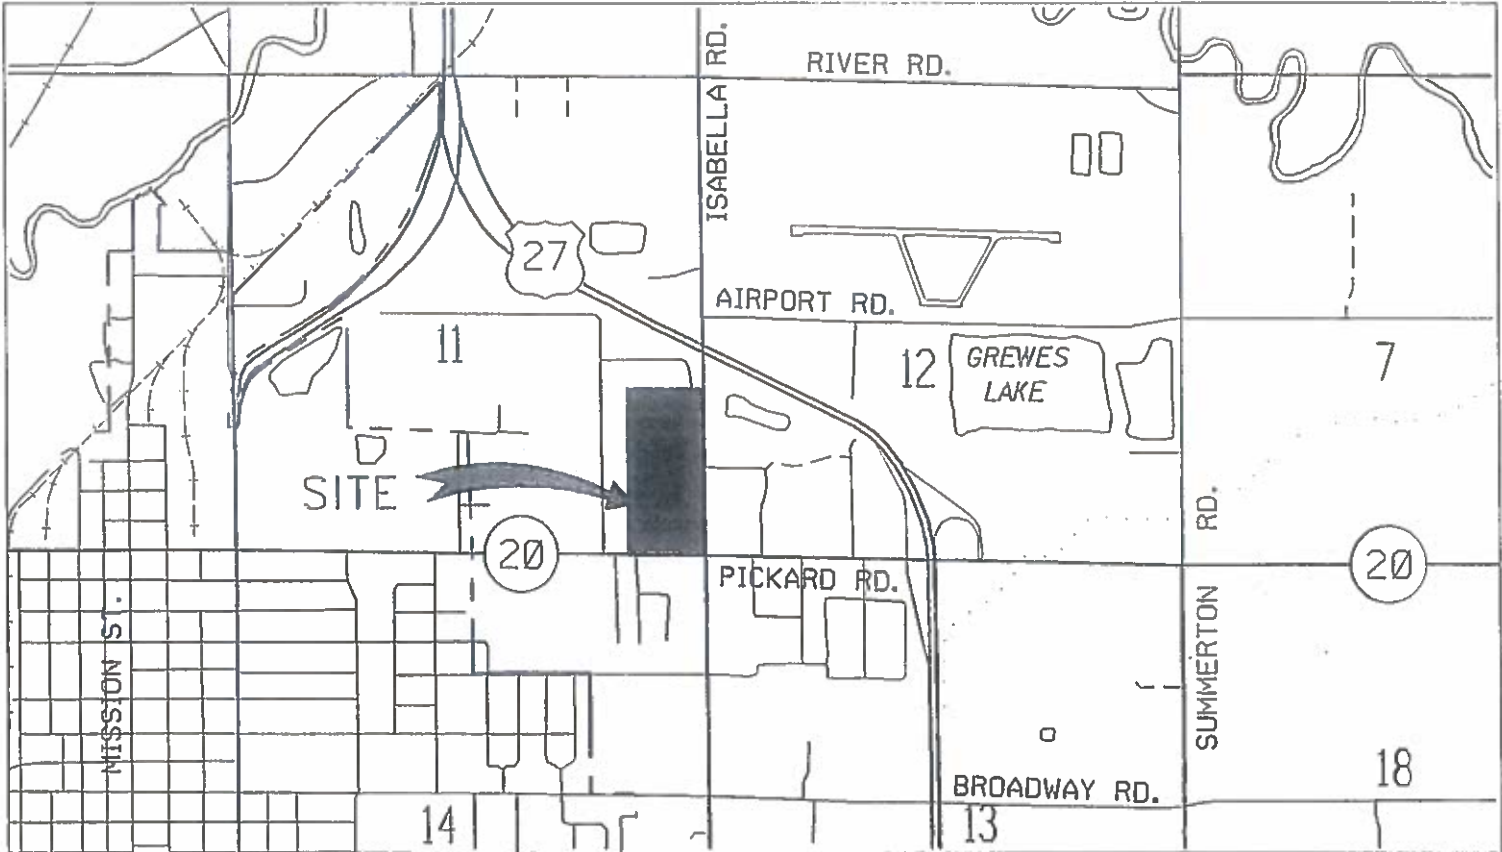 RIVER RD.
ISABELLA RD.
27
AIRPORT RD.
11
12
GREWES
LAKE
7
SITE
20
PICKARD RD.
20
MISSION ST.
SUMMERTON RD.
BROADWAY RD.
18
14
13